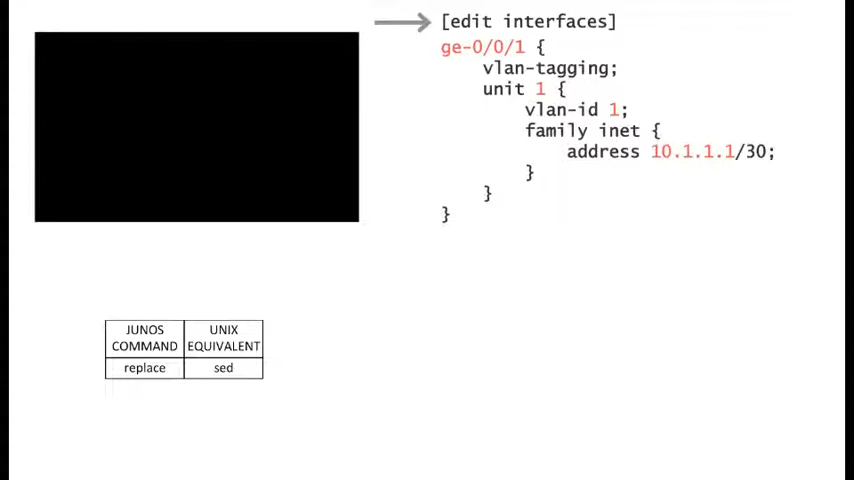 [edit interfaces]
ge-0/0/1 {
vlan-tagging;
unit 1 {
vlan-id 1;
family inet {
address 10.1.1.1/30;
}
}
}
JUNOS COMMAND
UNIX EQUIVALENT
replace
sed